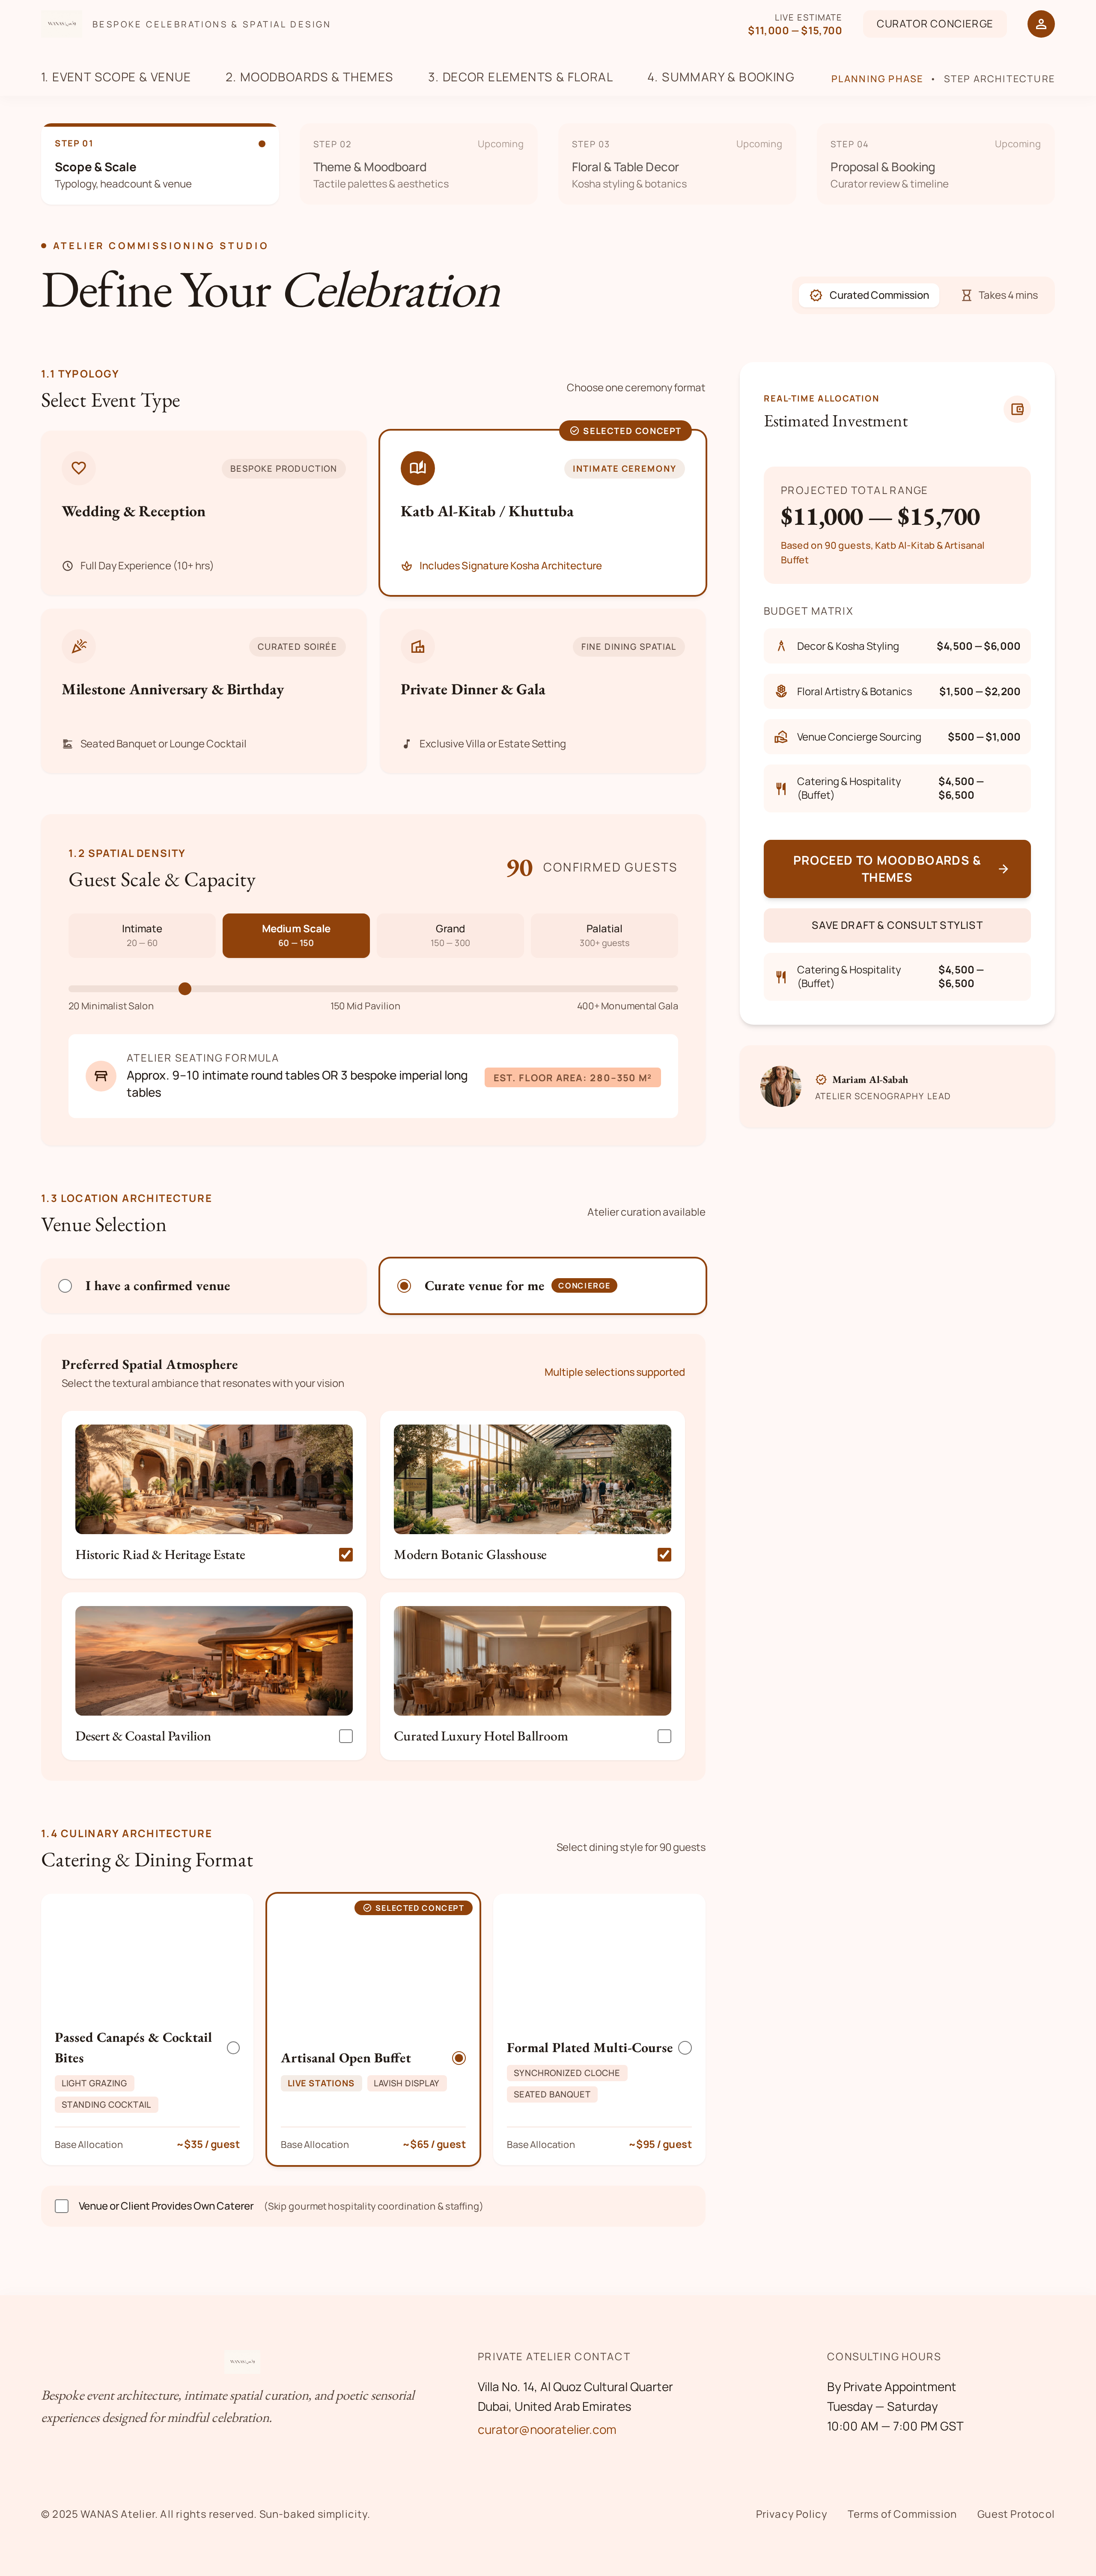 WANAS وناسة
BESPOKE CELEBRATIONS & SPATIAL DESIGN
LIVE ESTIMATE
$11,000 — $15,700
CURATOR CONCIERGE
1. EVENT SCOPE & VENUE
2. MOODBOARDS & THEMES
3. DECOR ELEMENTS & FLORAL
4. SUMMARY & BOOKING
PLANNING PHASE • STEP ARCHITECTURE
STEP 01
Scope & Scale
Typology, headcount & venue
STEP 02
Upcoming
Theme & Moodboard
Tactile palettes & aesthetics
STEP 03
Upcoming
Floral & Table Decor
Kosha styling & botanics
STEP 04
Upcoming
Proposal & Booking
Curator review & timeline
ATELIER COMMISSIONING STUDIO
Define Your Celebration
Curated Commission
Takes 4 mins
1.1 TYPOLOGY
Select Event Type
Choose one ceremony format
BESPOKE PRODUCTION
Wedding & Reception
Full Day Experience (10+ hrs)
SELECTED CONCEPT
INTIMATE CEREMONY
Katb Al-Kitab / Khuttuba
Includes Signature Kosha Architecture
CURATED SOIRÉE
Milestone Anniversary & Birthday
Seated Banquet or Lounge Cocktail
FINE DINING SPATIAL
Private Dinner & Gala
Exclusive Villa or Estate Setting
1.2 SPATIAL DENSITY
Guest Scale & Capacity
90 CONFIRMED GUESTS
Intimate
20 — 60
Medium Scale
60 — 150
Grand
150 — 300
Palatial
300+ guests
20 Minimalist Salon
150 Mid Pavilion
400+ Monumental Gala
ATELIER SEATING FORMULA
Approx. 9–10 intimate round tables OR 3 bespoke imperial long
tables
EST. FLOOR AREA: 280–350 M²
1.3 LOCATION ARCHITECTURE
Venue Selection
Atelier curation available
I have a confirmed venue
Curate venue for me
CONCIERGE
Preferred Spatial Atmosphere
Select the textural ambiance that resonates with your vision
Multiple selections supported
Historic Riad & Heritage Estate
Modern Botanic Glasshouse
Desert & Coastal Pavilion
Curated Luxury Hotel Ballroom
1.4 CULINARY ARCHITECTURE
Catering & Dining Format
Select dining style for 90 guests
Passed Canapés & Cocktail
Bites
LIGHT GRAZING
STANDING COCKTAIL
Base Allocation
~$35 / guest
SELECTED CONCEPT
Artisanal Open Buffet
LIVE STATIONS
LAVISH DISPLAY
Base Allocation
~$65 / guest
Formal Plated Multi-Course
SYNCHRONIZED CLOCHE
SEATED BANQUET
Base Allocation
~$95 / guest
Venue or Client Provides Own Caterer
(Skip gourmet hospitality coordination & staffing)
REAL-TIME ALLOCATION
Estimated Investment
PROJECTED TOTAL RANGE
$11,000 — $15,700
Based on 90 guests, Katb Al-Kitab & Artisanal
Buffet
BUDGET MATRIX
Decor & Kosha Styling
$4,500 — $6,000
Floral Artistry & Botanics
$1,500 — $2,200
Venue Concierge Sourcing
$500 — $1,000
Catering & Hospitality
(Buffet)
$4,500 —
$6,500
PROCEED TO MOODBOARDS &
THEMES
SAVE DRAFT & CONSULT STYLIST
Catering & Hospitality
(Buffet)
$4,500 —
$6,500
Mariam Al-Sabah
ATELIER SCENOGRAPHY LEAD
Bespoke event architecture, intimate spatial curation, and poetic sensorial
experiences designed for mindful celebration.
PRIVATE ATELIER CONTACT
Villa No. 14, Al Quoz Cultural Quarter
Dubai, United Arab Emirates
curator@nooratelier.com
CONSULTING HOURS
By Private Appointment
Tuesday — Saturday
10:00 AM — 7:00 PM GST
© 2025 WANAS Atelier. All rights reserved. Sun-baked simplicity.
Privacy Policy
Terms of Commission
Guest Protocol